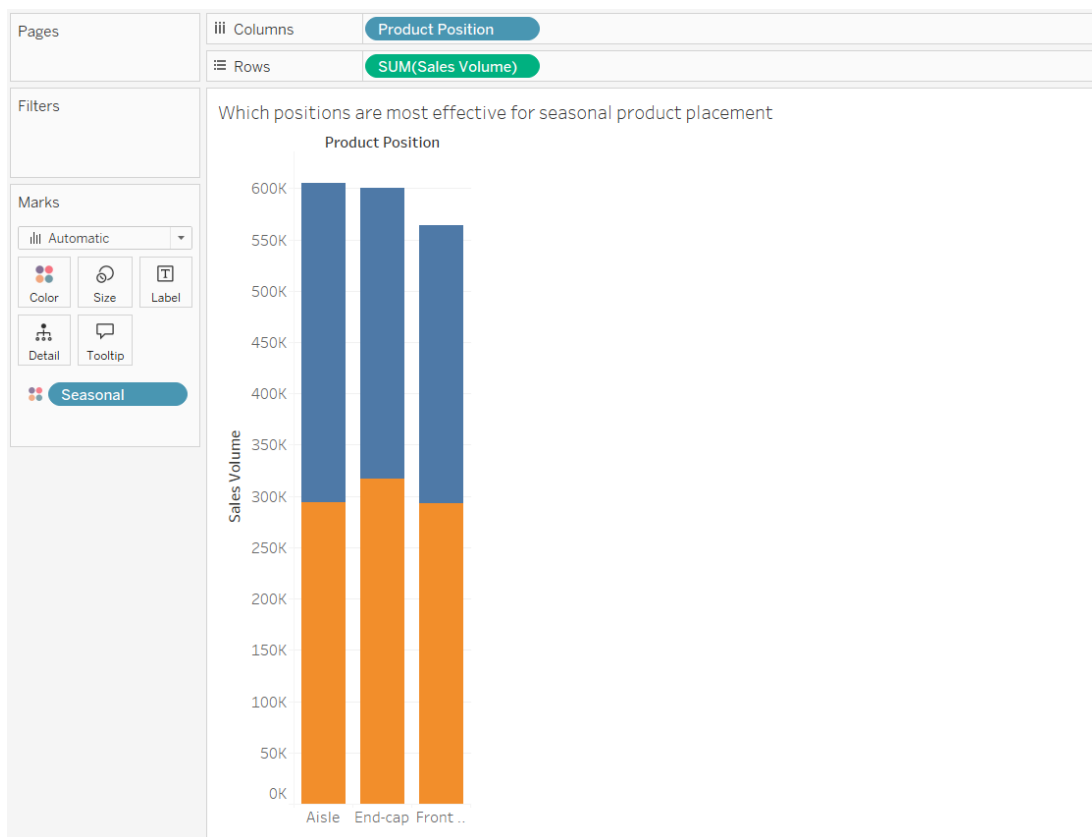 Pages
Columns
Product Position
Rows
SUM(Sales Volume)
Filters
Marks
Automatic
Color
Size
Label
Detail
Tooltip
Seasonal
Which positions are most effective for seasonal product placement
Product Position
600K
550K
500K
450K
400K
350K
300K
250K
200K
150K
100K
50K
0K
Sales Volume
Aisle End-cap Front ..